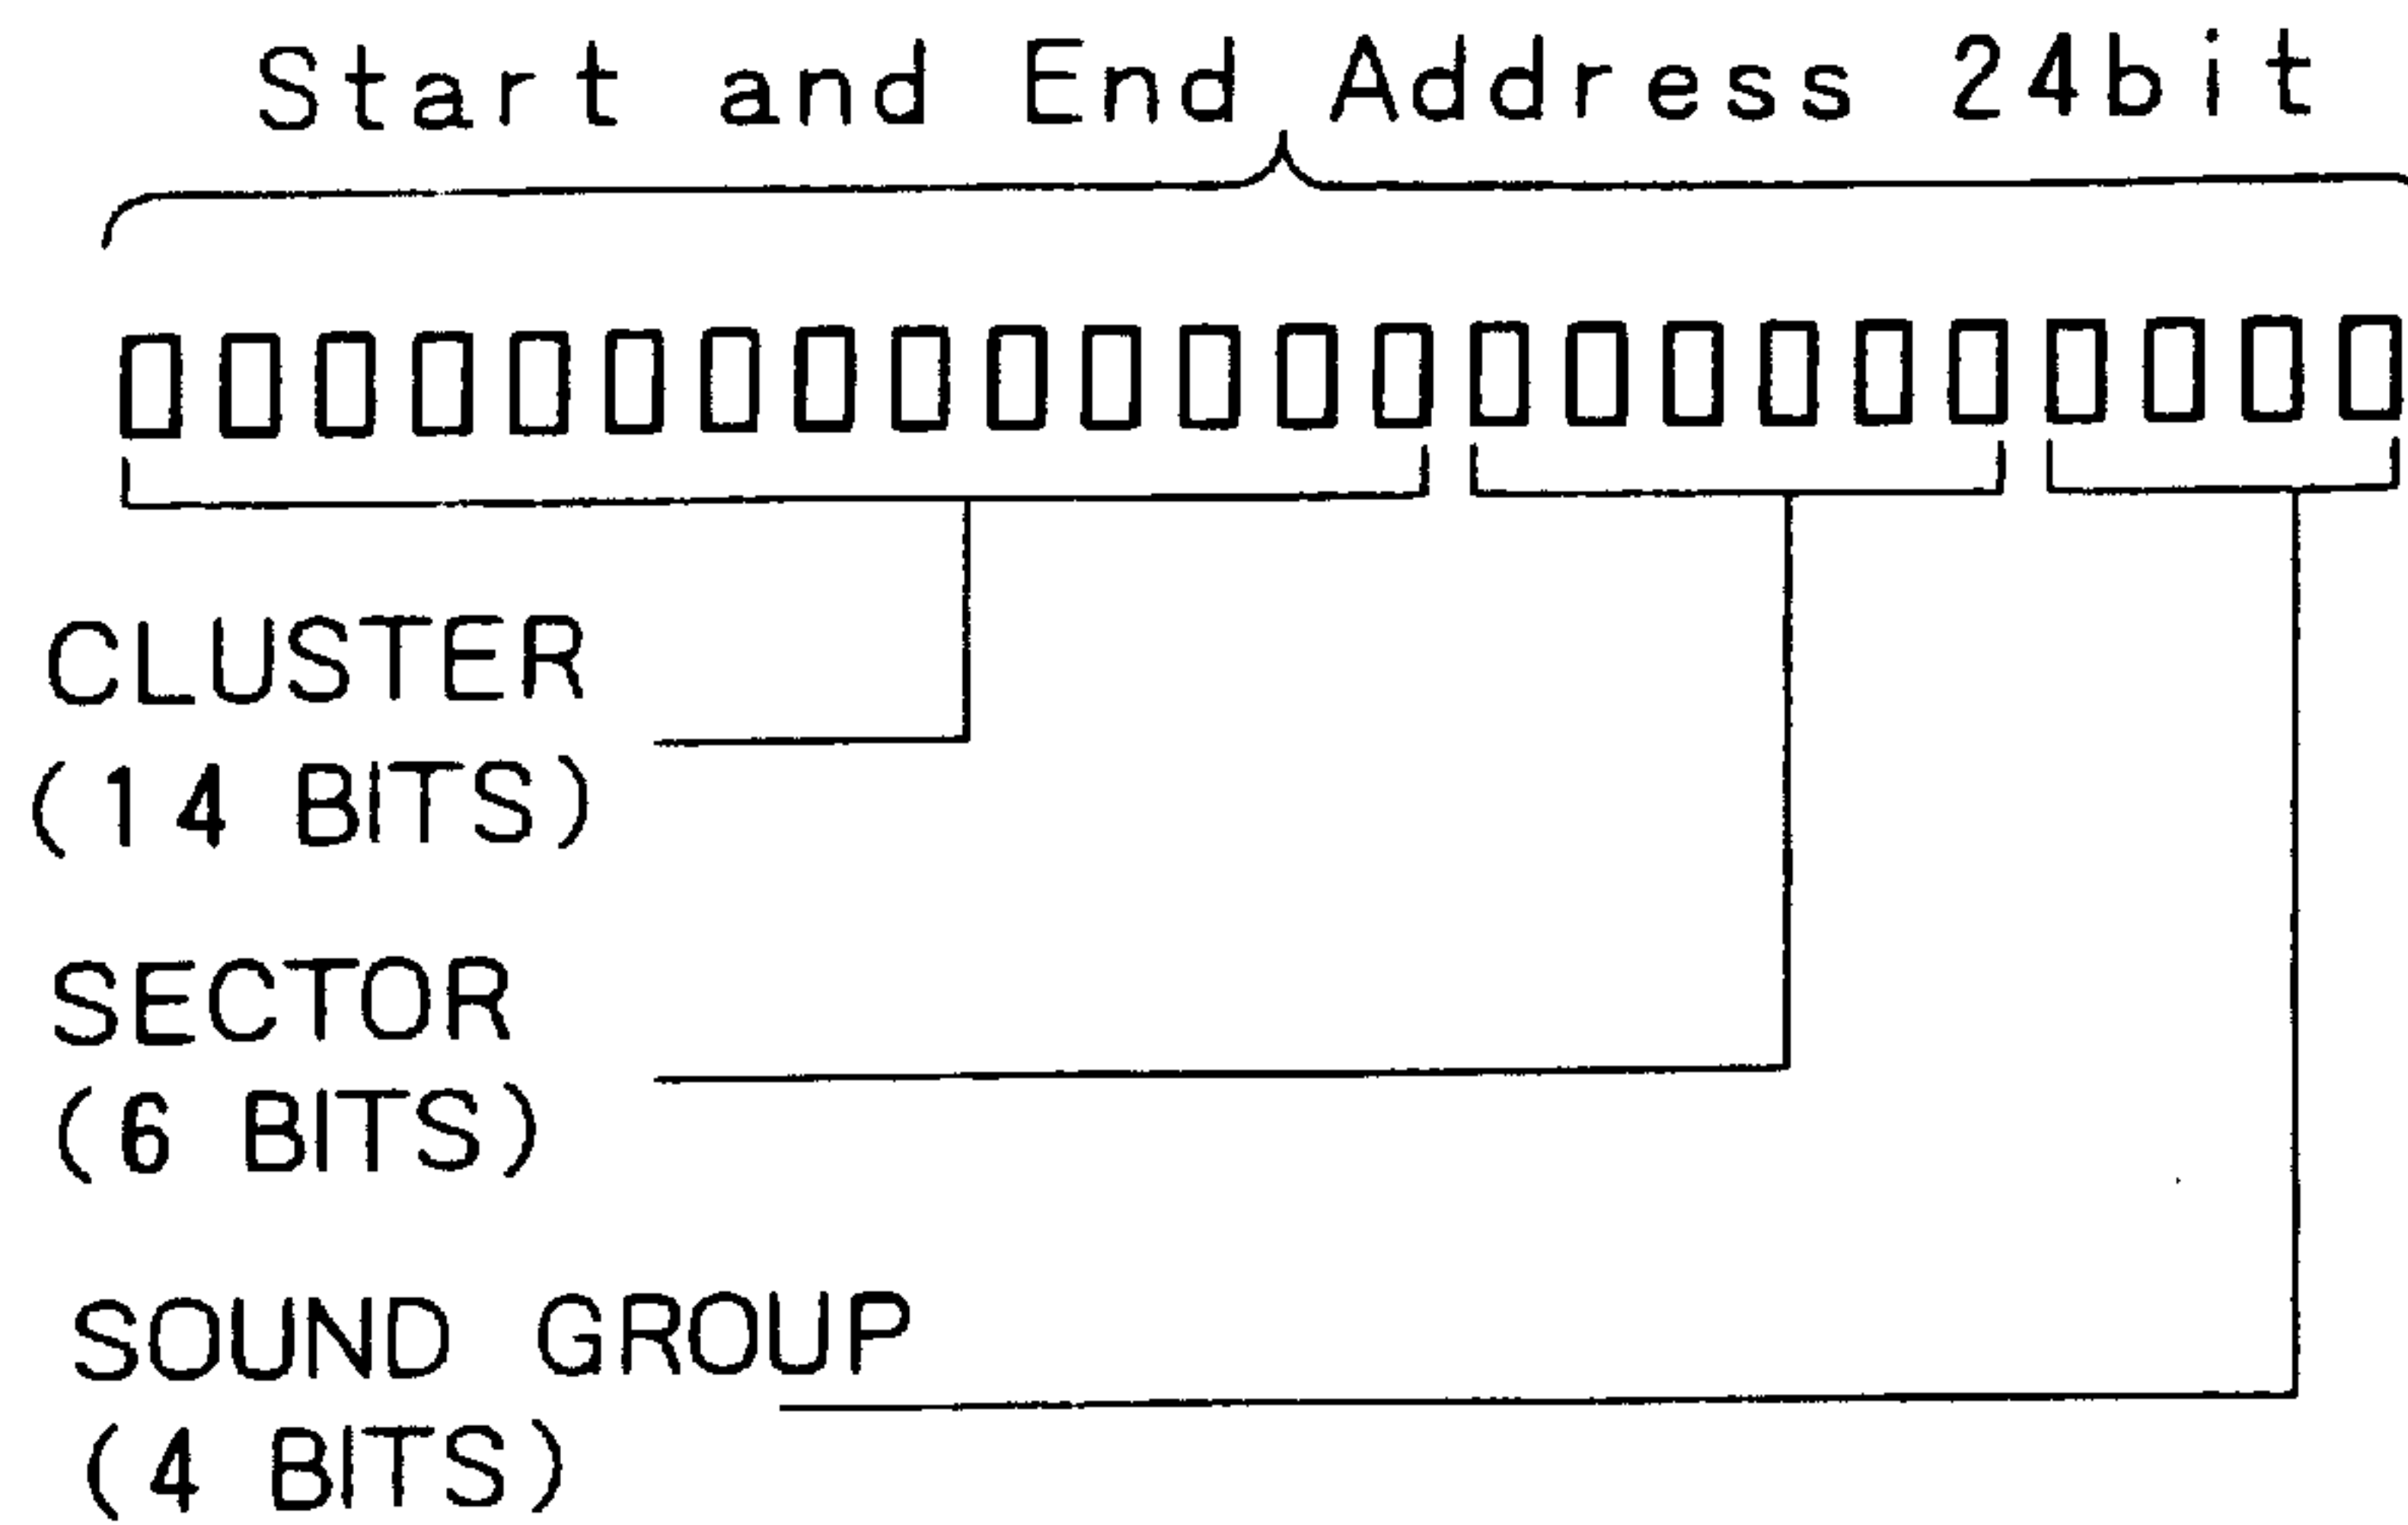 Start and End Address 24bit
CLUSTER
(14 BITS)
SECTOR
(6 BITS)
SOUND GROUP
(4 BITS)